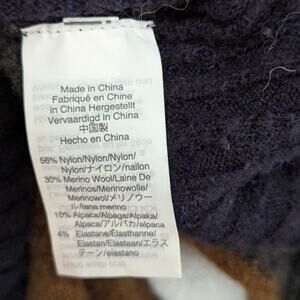 Made in China
Fabriqué en Chine
in China Hergestellt
Vervaardigd in China
中国製
Hecho en China
56% Nylon/Nylon/Nylon/
Nylon/ナイロン/nailon
30% Merino Wool/Laine De
Merinos/Merinowolle/
Merinowol/メリノウー
ル/lana merino
10% Alpaca/Alpaga/Alpaka/
Alpaca/アルパカ/alpaca
4% Elastane/Élasthanne/
Elastan/Elastaan/エラス
テーン/elastano